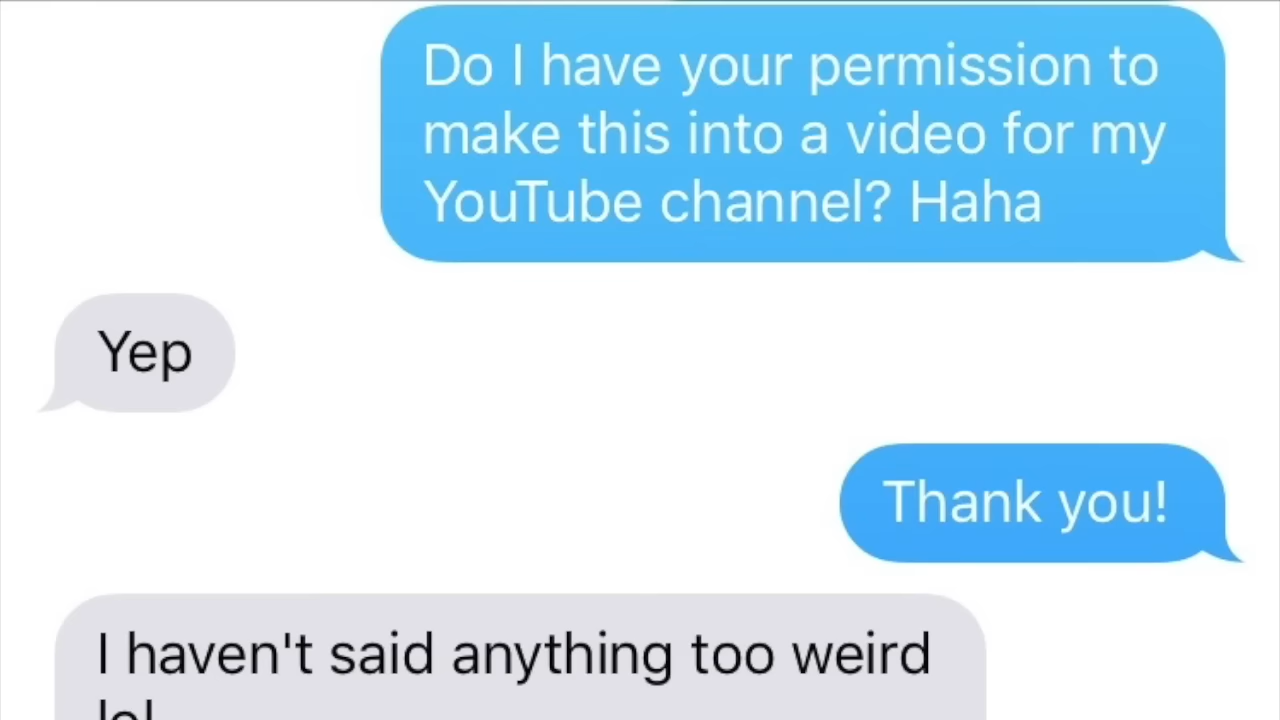 Do I have your permission to
make this into a video for my
YouTube channel? Haha
Yep
Thank you!
I haven't said anything too weird
lol